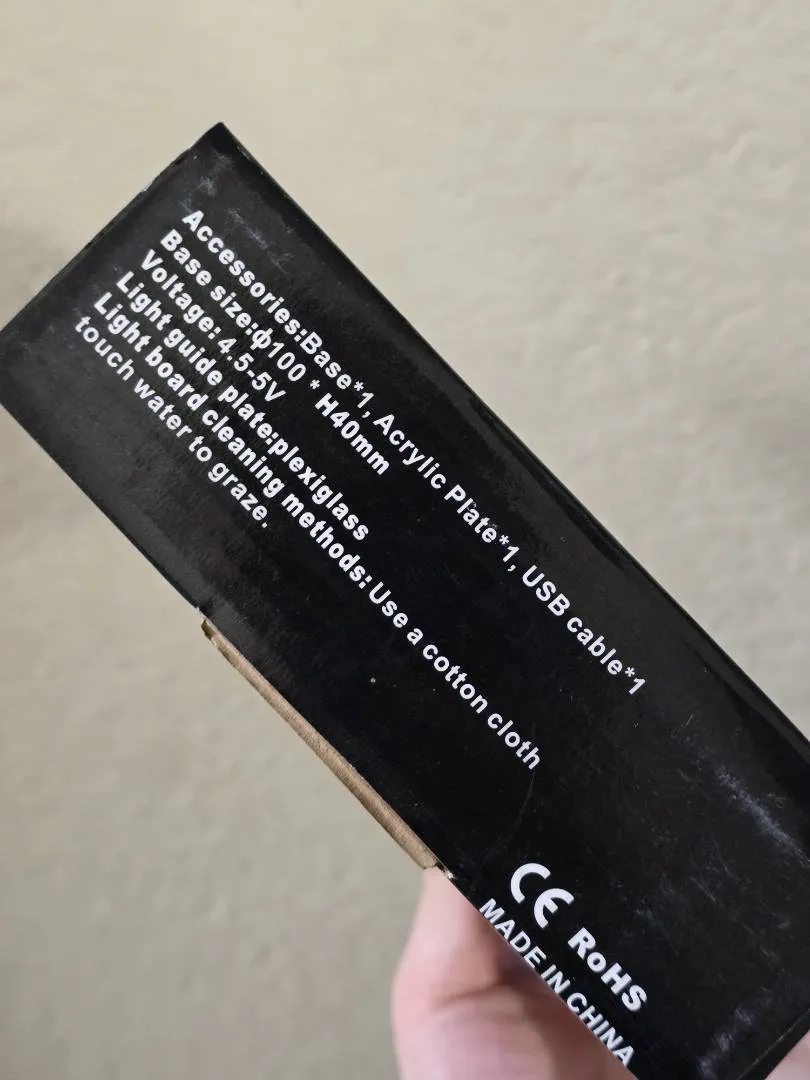 Accessories:Base*1, Acrylic Plate*1, USB cable*1
Base size:ф100 * H40mm
Voltage: 4.5-5V
Light guide plate:plexiglass
Light board cleaning methods: Use a cotton cloth
touch water to graze.
CE RoHS
MADE IN CHINA